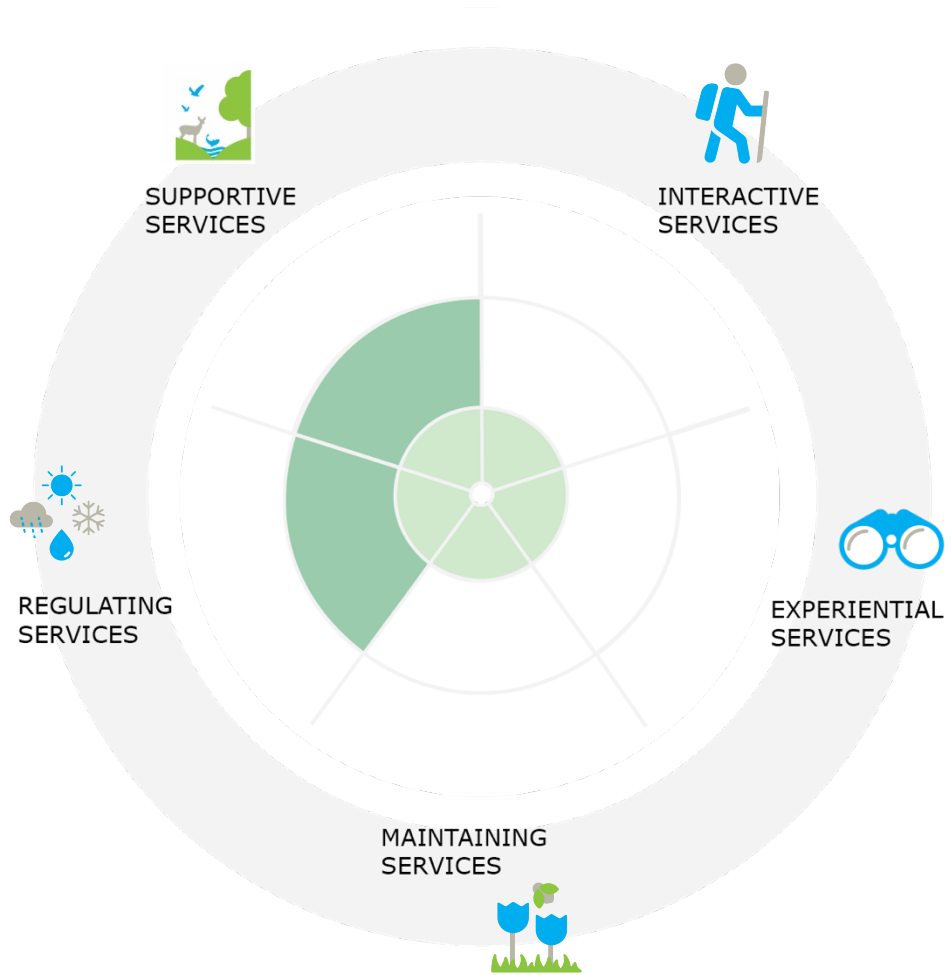 SUPPORTIVE
SERVICES
INTERACTIVE
SERVICES
REGULATING
SERVICES
EXPERIENTIAL
SERVICES
MAINTAINING
SERVICES